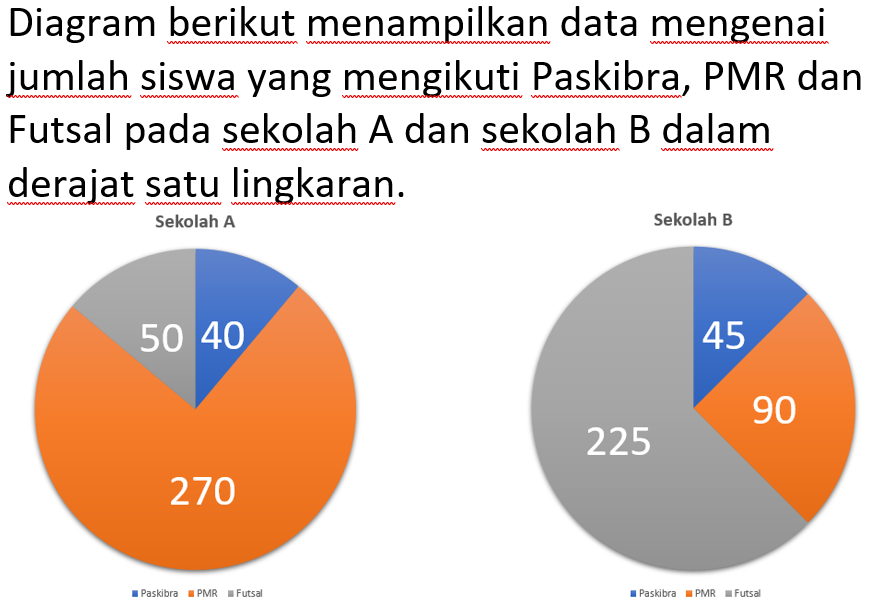 Diagram berikut menampilkan data mengenai
jumlah siswa yang mengikuti Paskibra, PMR dan
Futsal pada sekolah A dan sekolah B dalam
derajat satu lingkaran.
Sekolah A
50 40
270
Paskibra PMR Futsal
Sekolah B
45
90
225
Paskibra PMR Futsal